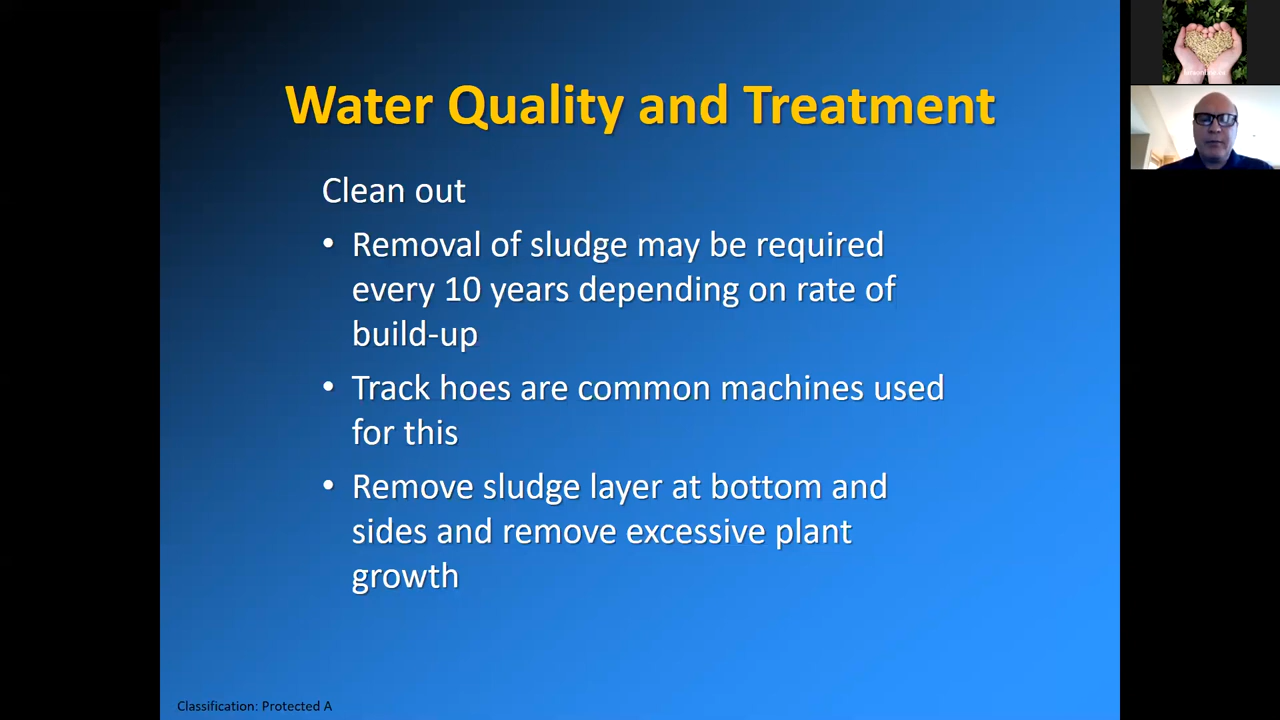 Water Quality and Treatment
Clean out
• Removal of sludge may be required
every 10 years depending on rate of
build-up
• Track hoes are common machines used
for this
• Remove sludge layer at bottom and
sides and remove excessive plant
growth
Classification: Protected A